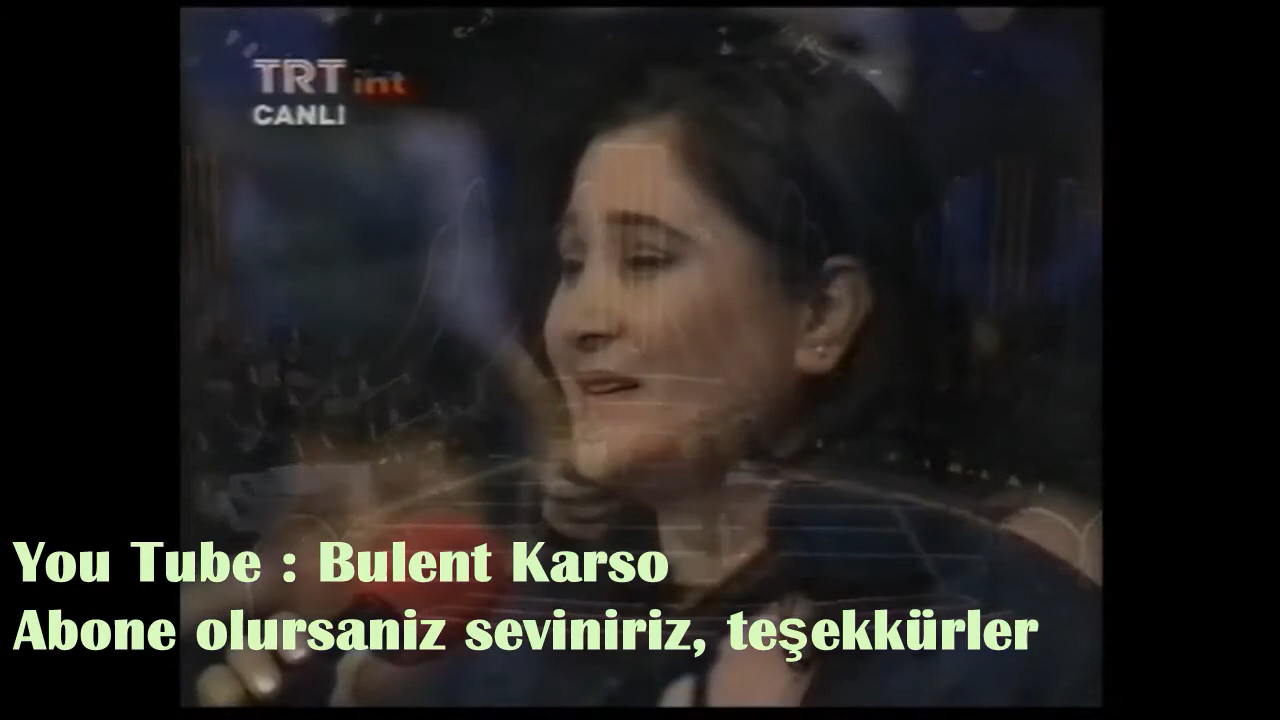 TRT int
CANLI
You Tube : Bulent Karso
Abone olursaniz seviniriz, teşekkürler